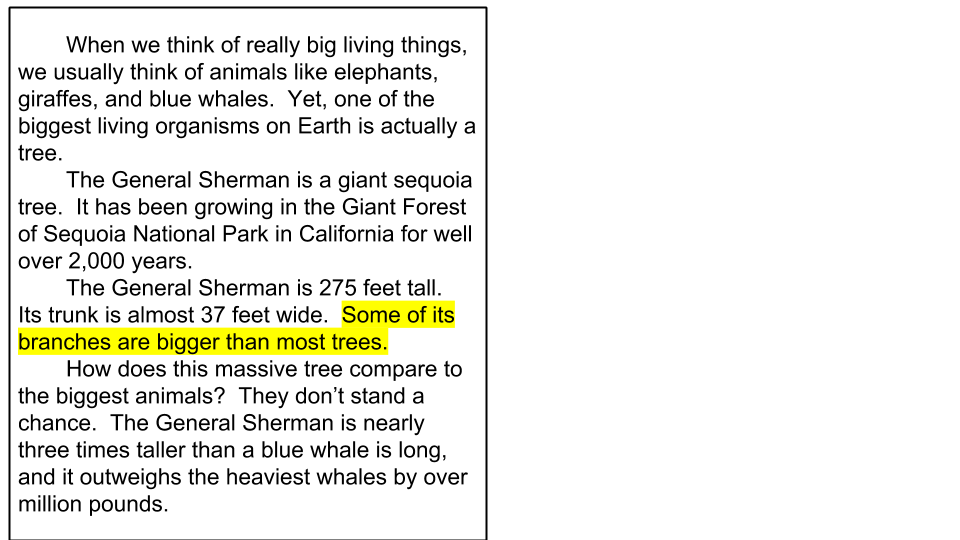 When we think of really big living things,
we usually think of animals like elephants,
giraffes, and blue whales.  Yet, one of the
biggest living organisms on Earth is actually a
tree.
The General Sherman is a giant sequoia
tree.  It has been growing in the Giant Forest
of Sequoia National Park in California for well
over 2,000 years.
The General Sherman is 275 feet tall.
Its trunk is almost 37 feet wide.  Some of its
branches are bigger than most trees.
How does this massive tree compare to
the biggest animals?  They don’t stand a
chance.  The General Sherman is nearly
three times taller than a blue whale is long,
and it outweighs the heaviest whales by over
million pounds.